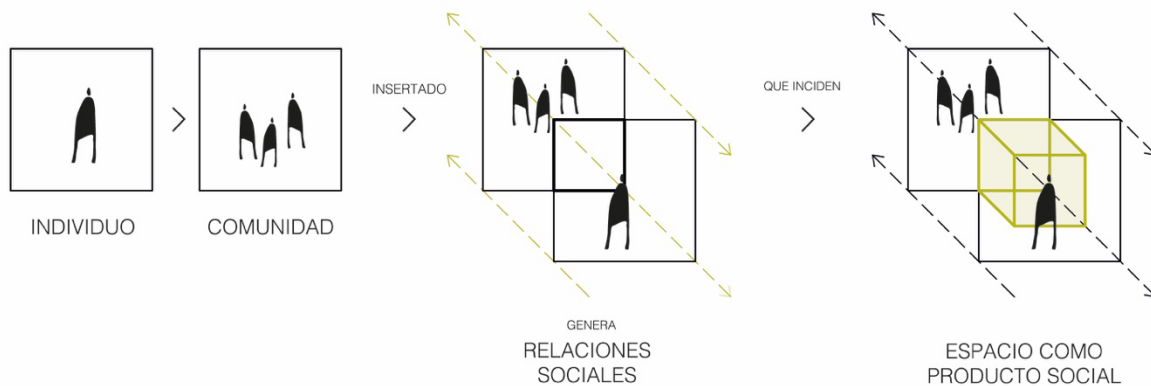 INDIVIDUO
COMUNIDAD
INSERTADO
GENERA
RELACIONES
SOCIALES
QUE INCIDEN
ESPACIO COMO
PRODUCTO SOCIAL